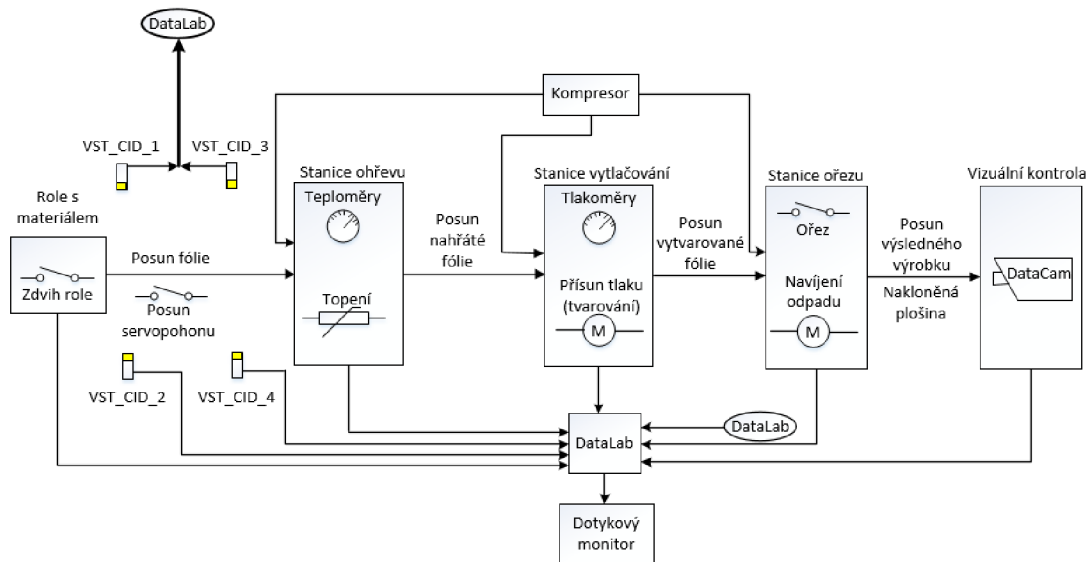 DataLab
Kompresor
VST_CID_1
VST_CID_3
Stanice ohřevu
Stanice vytlačování
Stanice ořezu
Vizuální kontrola
Role s
materiálem
Zdvih role
Posun fólie
Posun
servopohonu
Teploměry
Topení
Posun
nahřáté
fólie
Tlakoměry
Přísun tlaku
(tvarování)
M
Posun
vytvarované
fólie
Ořez
Navíjení
odpadu
M
Posun
výsledného
výrobku
Nakloněná
plošina
DataCam
VST_CID_2
VST_CID_4
DataLab
DataLab
Dotykový
monitor